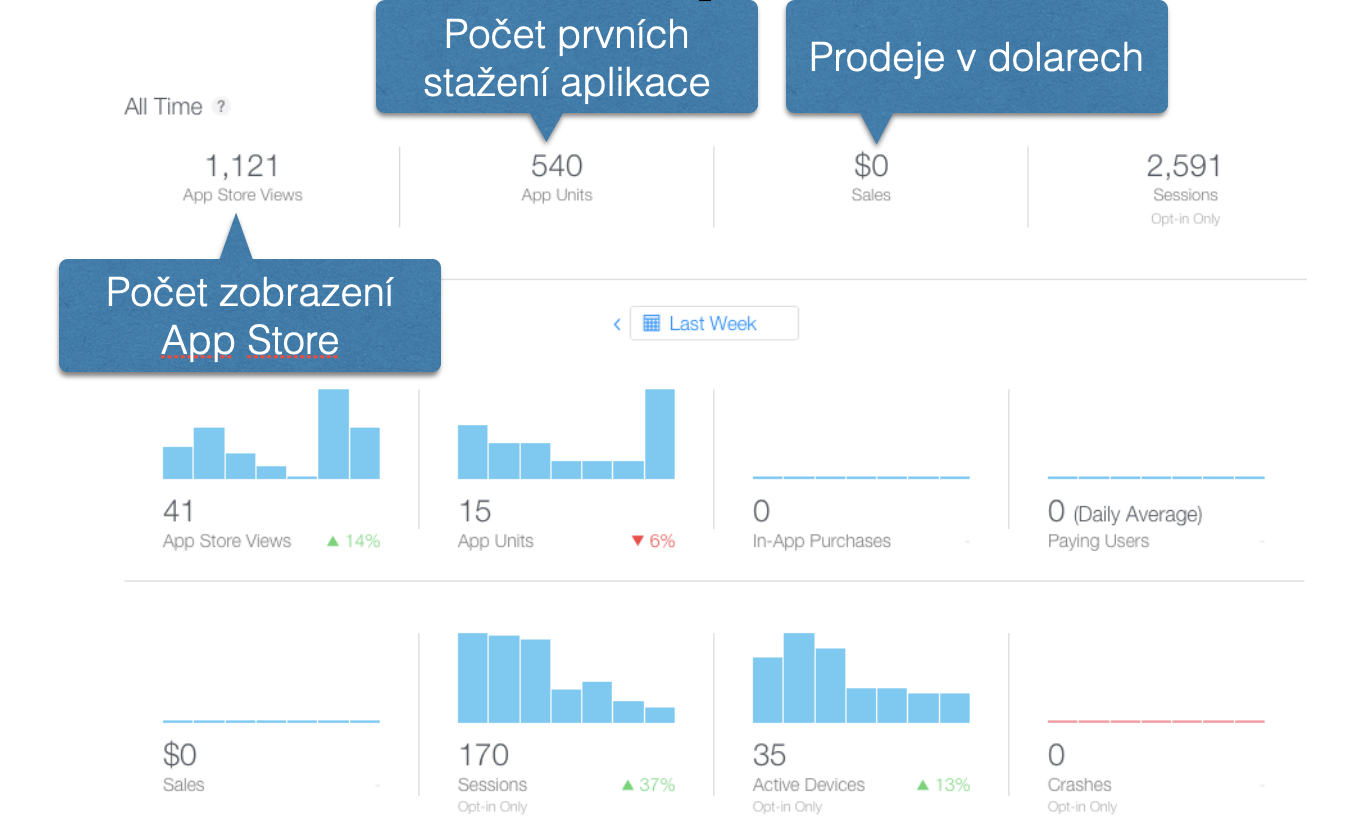 Počet prvních
stažení aplikace
Prodeje v dolarech
All Time ?
1,121
App Store Views
540
App Units
$0
Sales
2,591
Sessions
Opt-in Only
Počet zobrazení
App Store
Last Week
41
App Store Views ▲ 14%
15
App Units ▼ 6%
0
In-App Purchases -
0 (Daily Average)
Paying Users -
$0
Sales -
170
Sessions ▲ 37%
Opt-in Only
35
Active Devices ▲ 13%
Opt-in Only
0
Crashes -
Opt-in Only